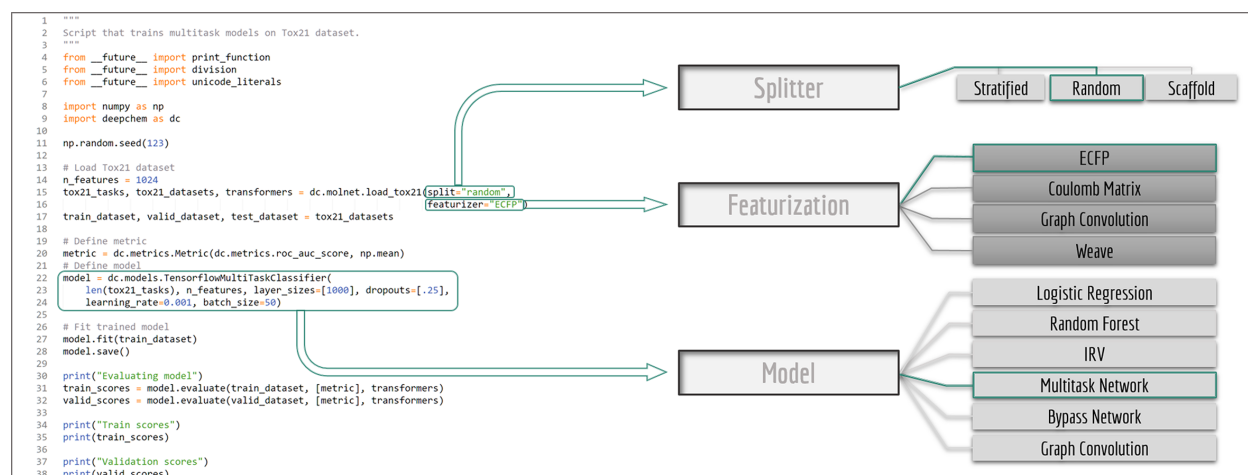 1 """
2 Script that trains multitask models on Tox21 dataset.
3 """
4 from __future__ import print_function
5 from __future__ import division
6 from __future__ import unicode_literals
7
8 import numpy as np
9 import deepchem as dc
10
11 np.random.seed(123)
12
13 # Load Tox21 dataset
14 n_features = 1024
15 tox21_tasks, tox21_datasets, transformers = dc.molnet.load_tox21(split="random",
16 featurizer="ECFP")
17 train_dataset, valid_dataset, test_dataset = tox21_datasets
18
19 # Define metric
20 metric = dc.metrics.Metric(dc.metrics.roc_auc_score, np.mean)
21 # Define model
22 model = dc.models.TensorflowMultiTaskClassifier(
23 len(tox21_tasks), n_features, layer_sizes=[1000], dropouts=[.25],
24 learning_rate=0.001, batch_size=50)
25
26 # Fit trained model
27 model.fit(train_dataset)
28 model.save()
29
30 print("Evaluating model")
31 train_scores = model.evaluate(train_dataset, [metric], transformers)
32 valid_scores = model.evaluate(valid_dataset, [metric], transformers)
33
34 print("Train scores")
35 print(train_scores)
36
37 print("Validation scores")
38 print(valid_scores)
Splitter
Stratified
Random
Scaffold
Featurization
ECFP
Coulomb Matrix
Graph Convolution
Weave
Model
Logistic Regression
Random Forest
IRV
Multitask Network
Bypass Network
Graph Convolution